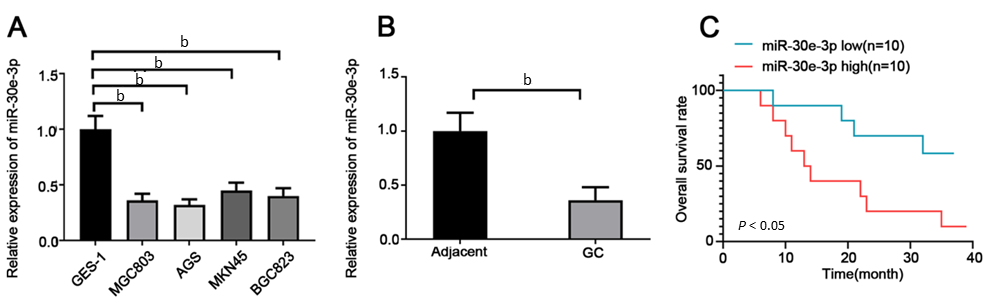 A
Relative expression of miR-30e-3p
1.5
1.0
0.5
0.0
b
b
b
b
GES-1
MGC803
AGS
MKN45
BGC823
B
Relative expression of miR-30e-3p
1.5
1.0
0.5
0.0
b
Adjacent
GC
C
miR-30e-3p low(n=10)
miR-30e-3p high(n=10)
Overall survival rate
100
50
0
P < 0.05
0
10
20
30
40
Time(month)